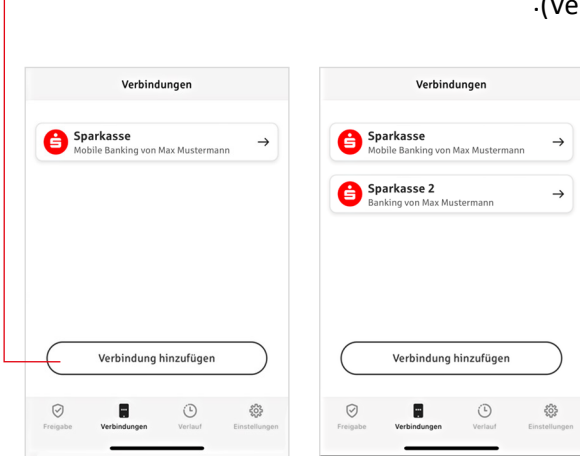 .(Ve
Verbindungen
Sparkasse
Mobile Banking von Max Mustermann
Verbindung hinzufügen
Freigabe
Verbindungen
Verlauf
Einstellungen
Verbindungen
Sparkasse
Mobile Banking von Max Mustermann
Sparkasse 2
Banking von Max Mustermann
Verbindung hinzufügen
Freigabe
Verbindungen
Verlauf
Einstellungen